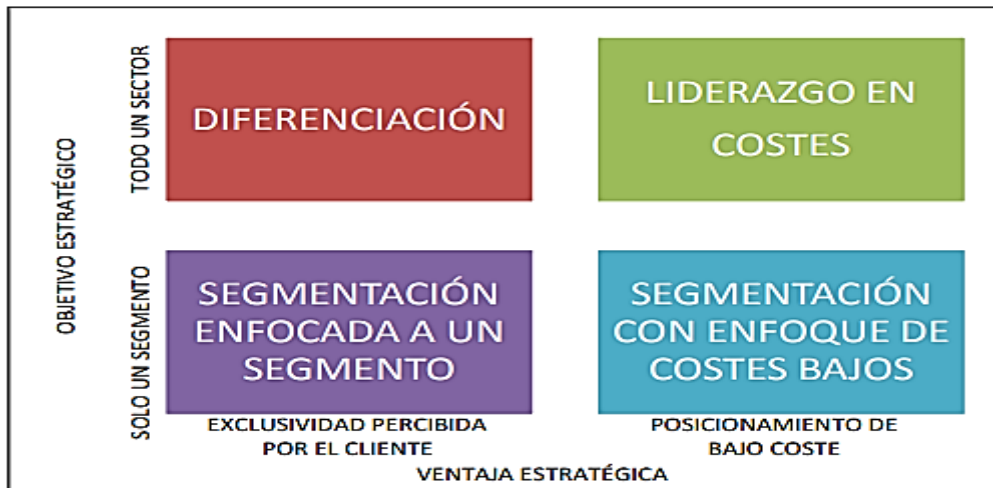 OBJETIVO ESTRATÉGICO
TODO UN SECTOR
DIFERENCIACIÓN
LIDERAZGO EN
COSTES
SOLO UN SEGMENTO
SEGMENTACIÓN
ENFOCADA A UN
SEGMENTO
SEGMENTACIÓN
CON ENFOQUE DE
COSTES BAJOS
EXCLUSIVIDAD PERCIBIDA
POR EL CLIENTE
POSICIONAMIENTO DE
BAJO COSTE
VENTAJA ESTRATÉGICA